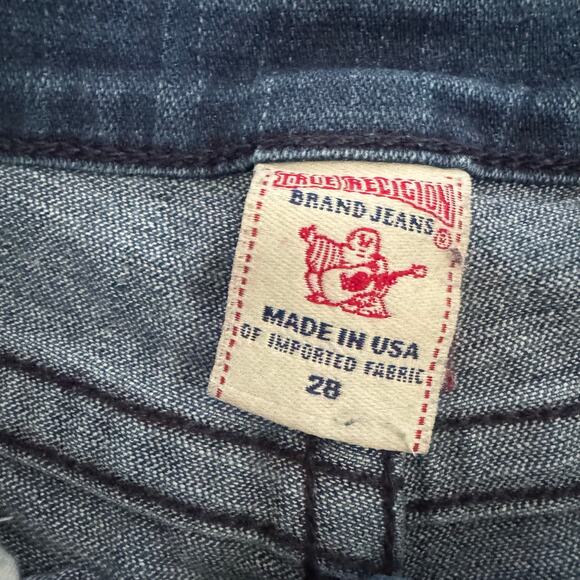 TRUE RELIGION
BRAND JEANS
®
MADE IN USA
OF IMPORTED FABRIC
28